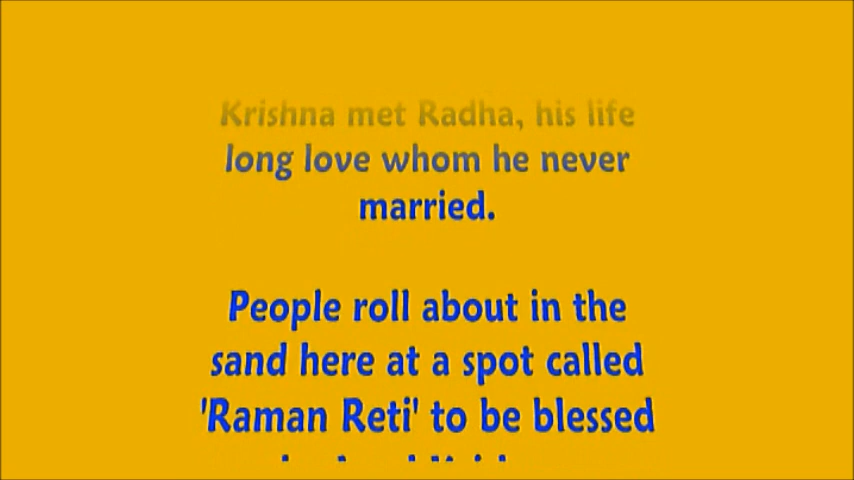 Krishna met Radha, his life
long love whom he never
married.
People roll about in the
sand here at a spot called
'Raman Reti' to be blessed